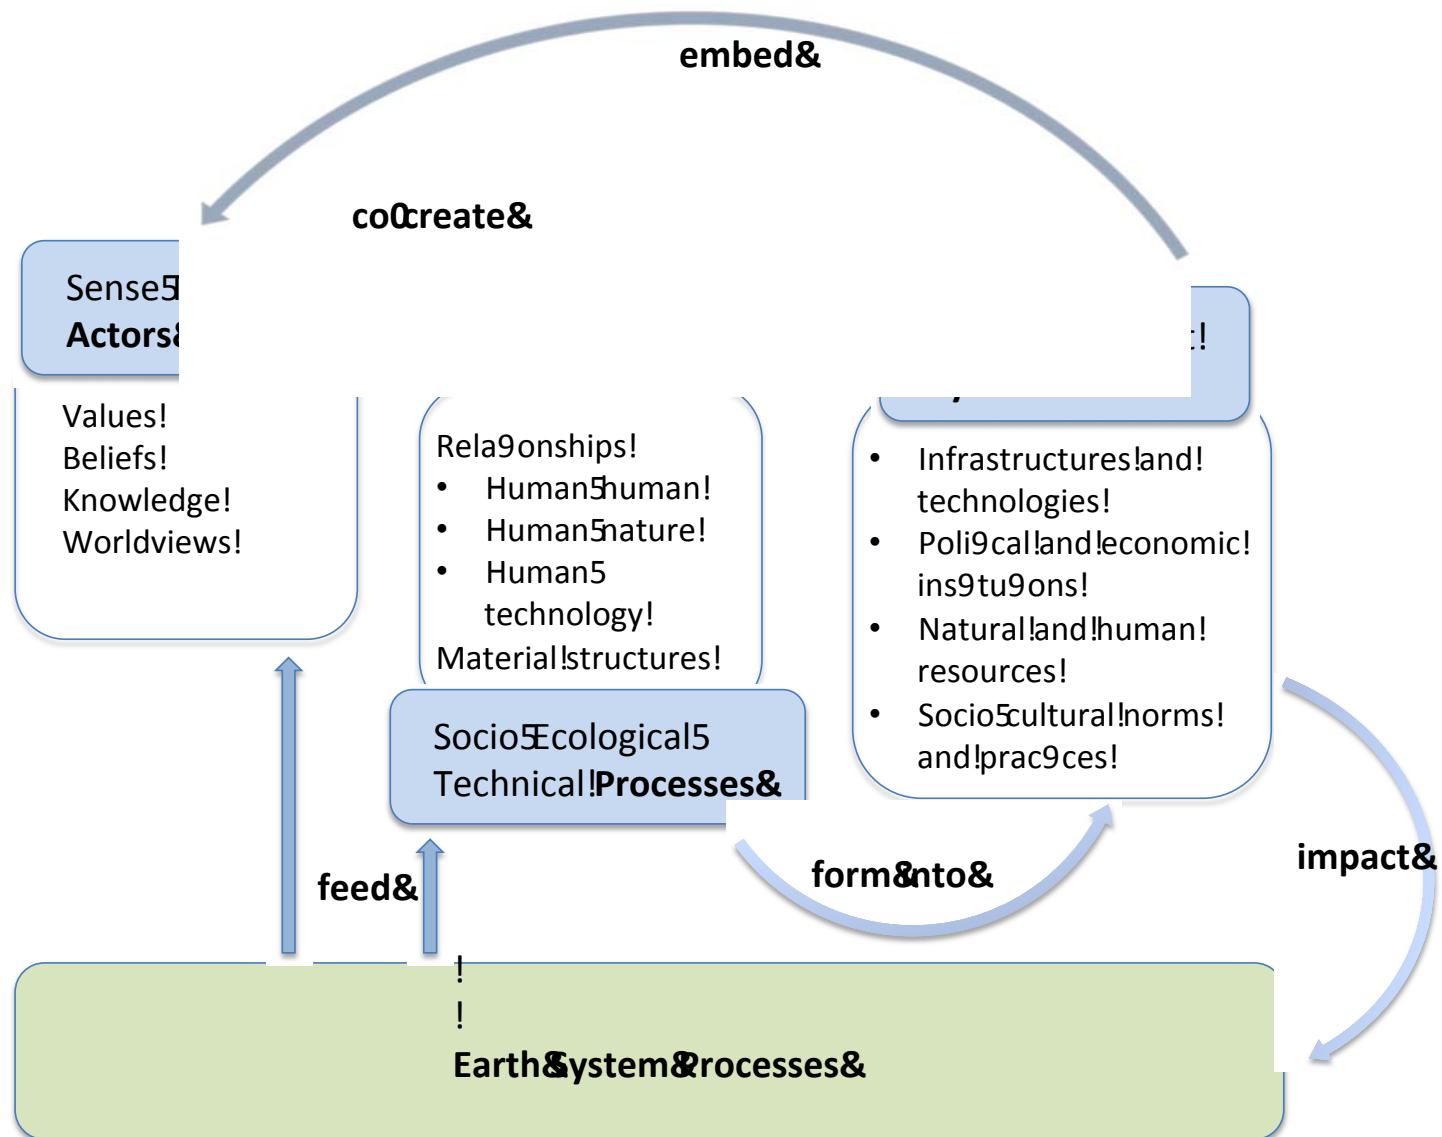 embed&
co0create&
Sense5
Actors&
t!
Values!
Beliefs!
Knowledge!
Worldviews!
Rela9onships!
• Human5human!
• Human5nature!
• Human5
technology!
Material!structures!
Socio5Ecological5
Technical!Processes&
• Infrastructures!and!
technologies!
• Poli9cal!and!economic!
ins9tu9ons!
• Natural!and!human!
resources!
• Socio5cultural!norms!
and!prac9ces!
feed&
form&into&
impact&
!
!
Earth&System&Processes&